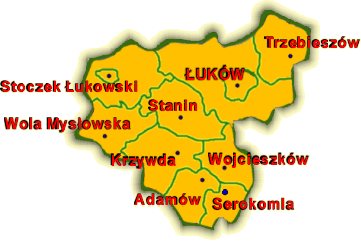 Trzebieszów
ŁUKÓW
Stoczek Łukowski
Stanin
Wola Mysłowska
Krzywda
Wojcieszków
Adamów
Serokomla